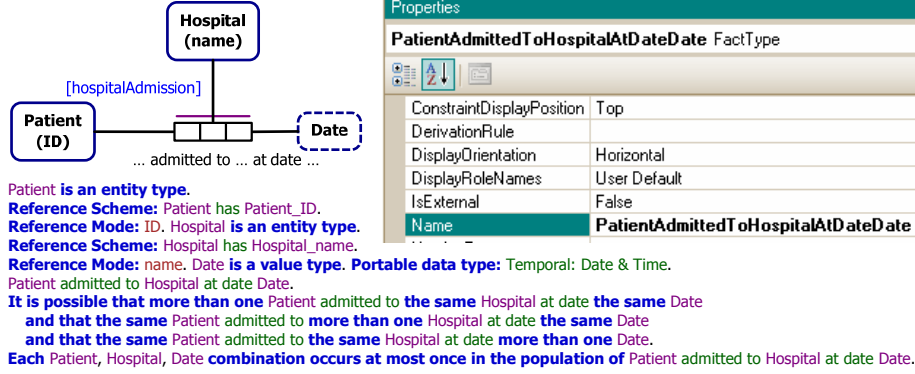 Hospital
(name)
[hospitalAdmission]
Patient
(ID)
Date
... admitted to ... at date ...
Properties
PatientAdmittedToHospitalAtDateDate FactType
ConstraintDisplayPosition Top
DerivationRule
DisplayOrientation Horizontal
DisplayRoleNames User Default
IsExternal False
Name PatientAdmittedToHospitalAtDateDate
Patient is an entity type.
Reference Scheme: Patient has Patient_ID.
Reference Mode: ID. Hospital is an entity type.
Reference Scheme: Hospital has Hospital_name.
Reference Mode: name. Date is a value type. Portable data type: Temporal: Date & Time.
Patient admitted to Hospital at date Date.
It is possible that more than one Patient admitted to the same Hospital at date the same Date
and that the same Patient admitted to more than one Hospital at date the same Date
and that the same Patient admitted to the same Hospital at date more than one Date.
Each Patient, Hospital, Date combination occurs at most once in the population of Patient admitted to Hospital at date Date.